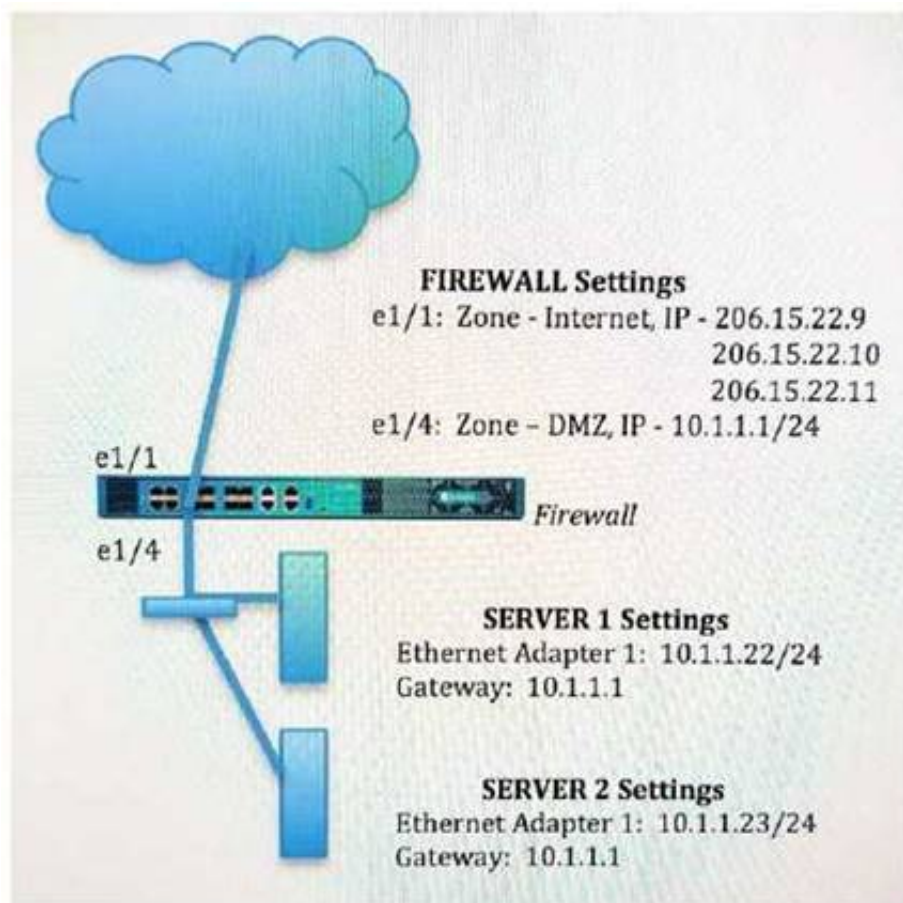 FIREWALL Settings
e1/1: Zone - Internet, IP - 206.15.22.9
206.15.22.10
206.15.22.11
e1/4: Zone – DMZ, IP - 10.1.1.1/24
e1/1
Firewall
e1/4
SERVER 1 Settings
Ethernet Adapter 1: 10.1.1.22/24
Gateway: 10.1.1.1
SERVER 2 Settings
Ethernet Adapter 1: 10.1.1.23/24
Gateway: 10.1.1.1